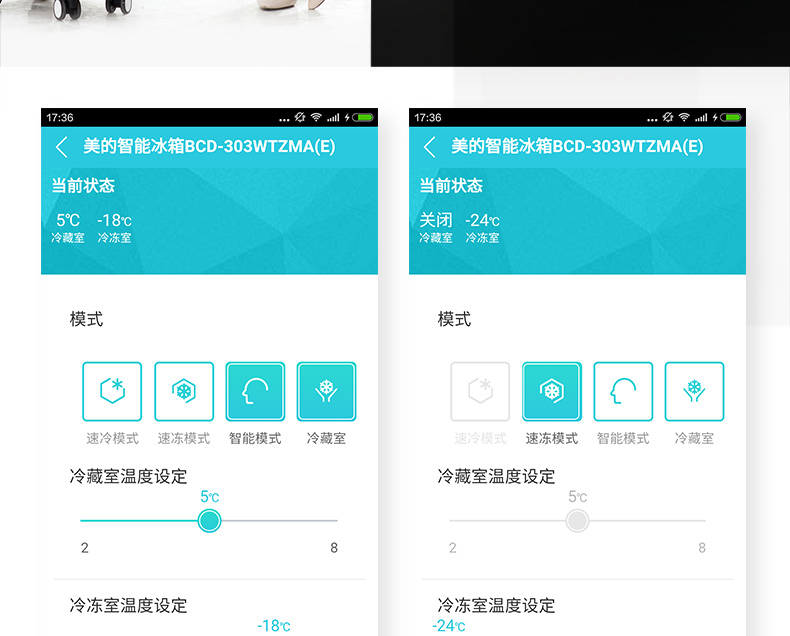 17:36
美的智能冰箱BCD-303WTZMA(E)
当前状态
5℃ -18℃
冷藏室 冷冻室
模式
速冷模式 速冻模式 智能模式 冷藏室
冷藏室温度设定
5℃
2 8
冷冻室温度设定
-18℃
17:36
美的智能冰箱BCD-303WTZMA(E)
当前状态
关闭 -24℃
冷藏室 冷冻室
模式
速冷模式 速冻模式 智能模式 冷藏室
冷藏室温度设定
5℃
2 8
冷冻室温度设定
-24℃